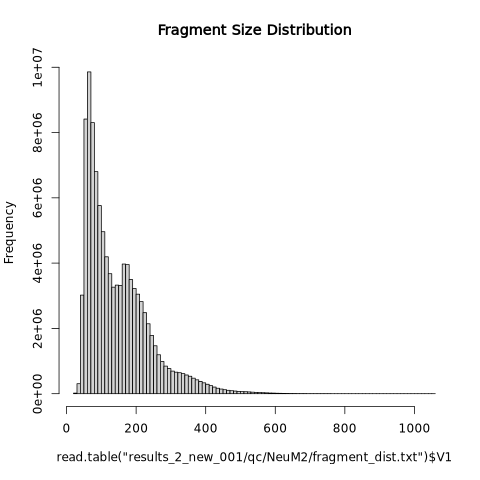 Fragment Size Distribution
Frequency
1e+07
8e+06
6e+06
4e+06
2e+06
0e+00
0 200 400 600 800 1000
read.table("results_2_new_001/qc/NeuM2/fragment_dist.txt")$V1